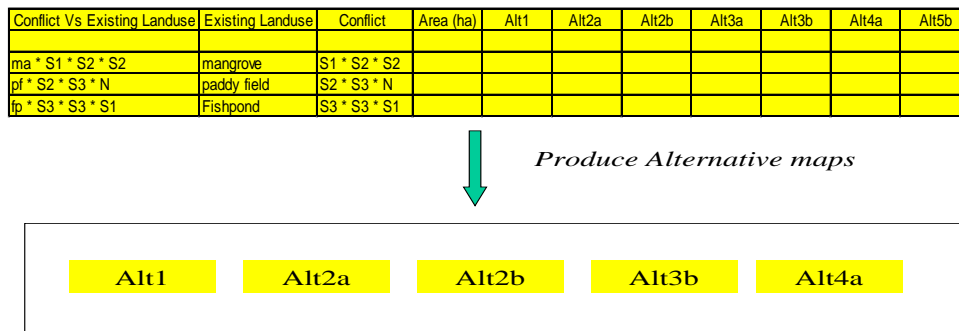 Conflict Vs Existing Landuse Existing Landuse Conflict Area (ha) Alt1 Alt2a Alt2b Alt3a Alt3b Alt4a Alt5b
ma * S1 * S2 * S2 mangrove S1 * S2 * S2
pf * S2 * S3 * N paddy field S2 * S3 * N
fp * S3 * S3 * S1 Fishpond S3 * S3 * S1
Produce Alternative maps
Alt1 Alt2a Alt2b Alt3b Alt4a